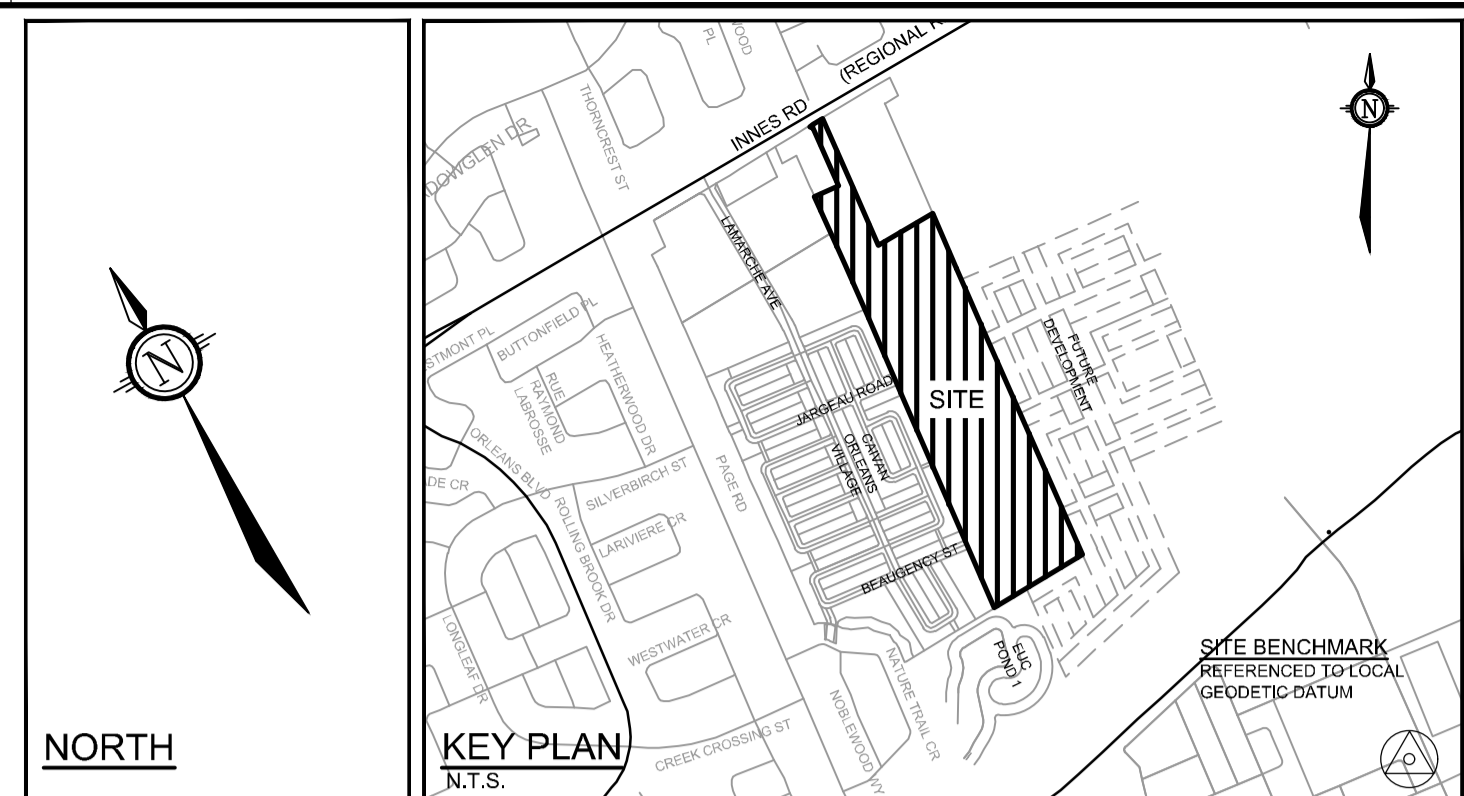 N
NORTH
(REGIONAL
INNES RD
N
WOOD
PL
THORNCREST ST
DOWGLEN DR
LAMARCHE AVE
STMONT PL
BUTTONFIELD PL
HEATHERWOOD DR
RUE
RAYMOND
LABROSSE
JARGEAU ROAD
SITE
FUTURE
DEVELOPMENT
CAIVAN
ORLEANS
VILLAGE
ORLEANS BLVD
DE CR
SILVERBIRCH ST
PAGE RD
ROLLING BROOK DR
LARIVIERE CR
BEAUGENCY ST
LONGLEAF DR
WESTWATER CR
EUC
POND 1
NATURE TRAIL CR
NOBLEWOOD WY
CREEK CROSSING ST
SITE BENCHMARK
REFERENCED TO LOCAL
GEODETIC DATUM
KEY PLAN
N.T.S.